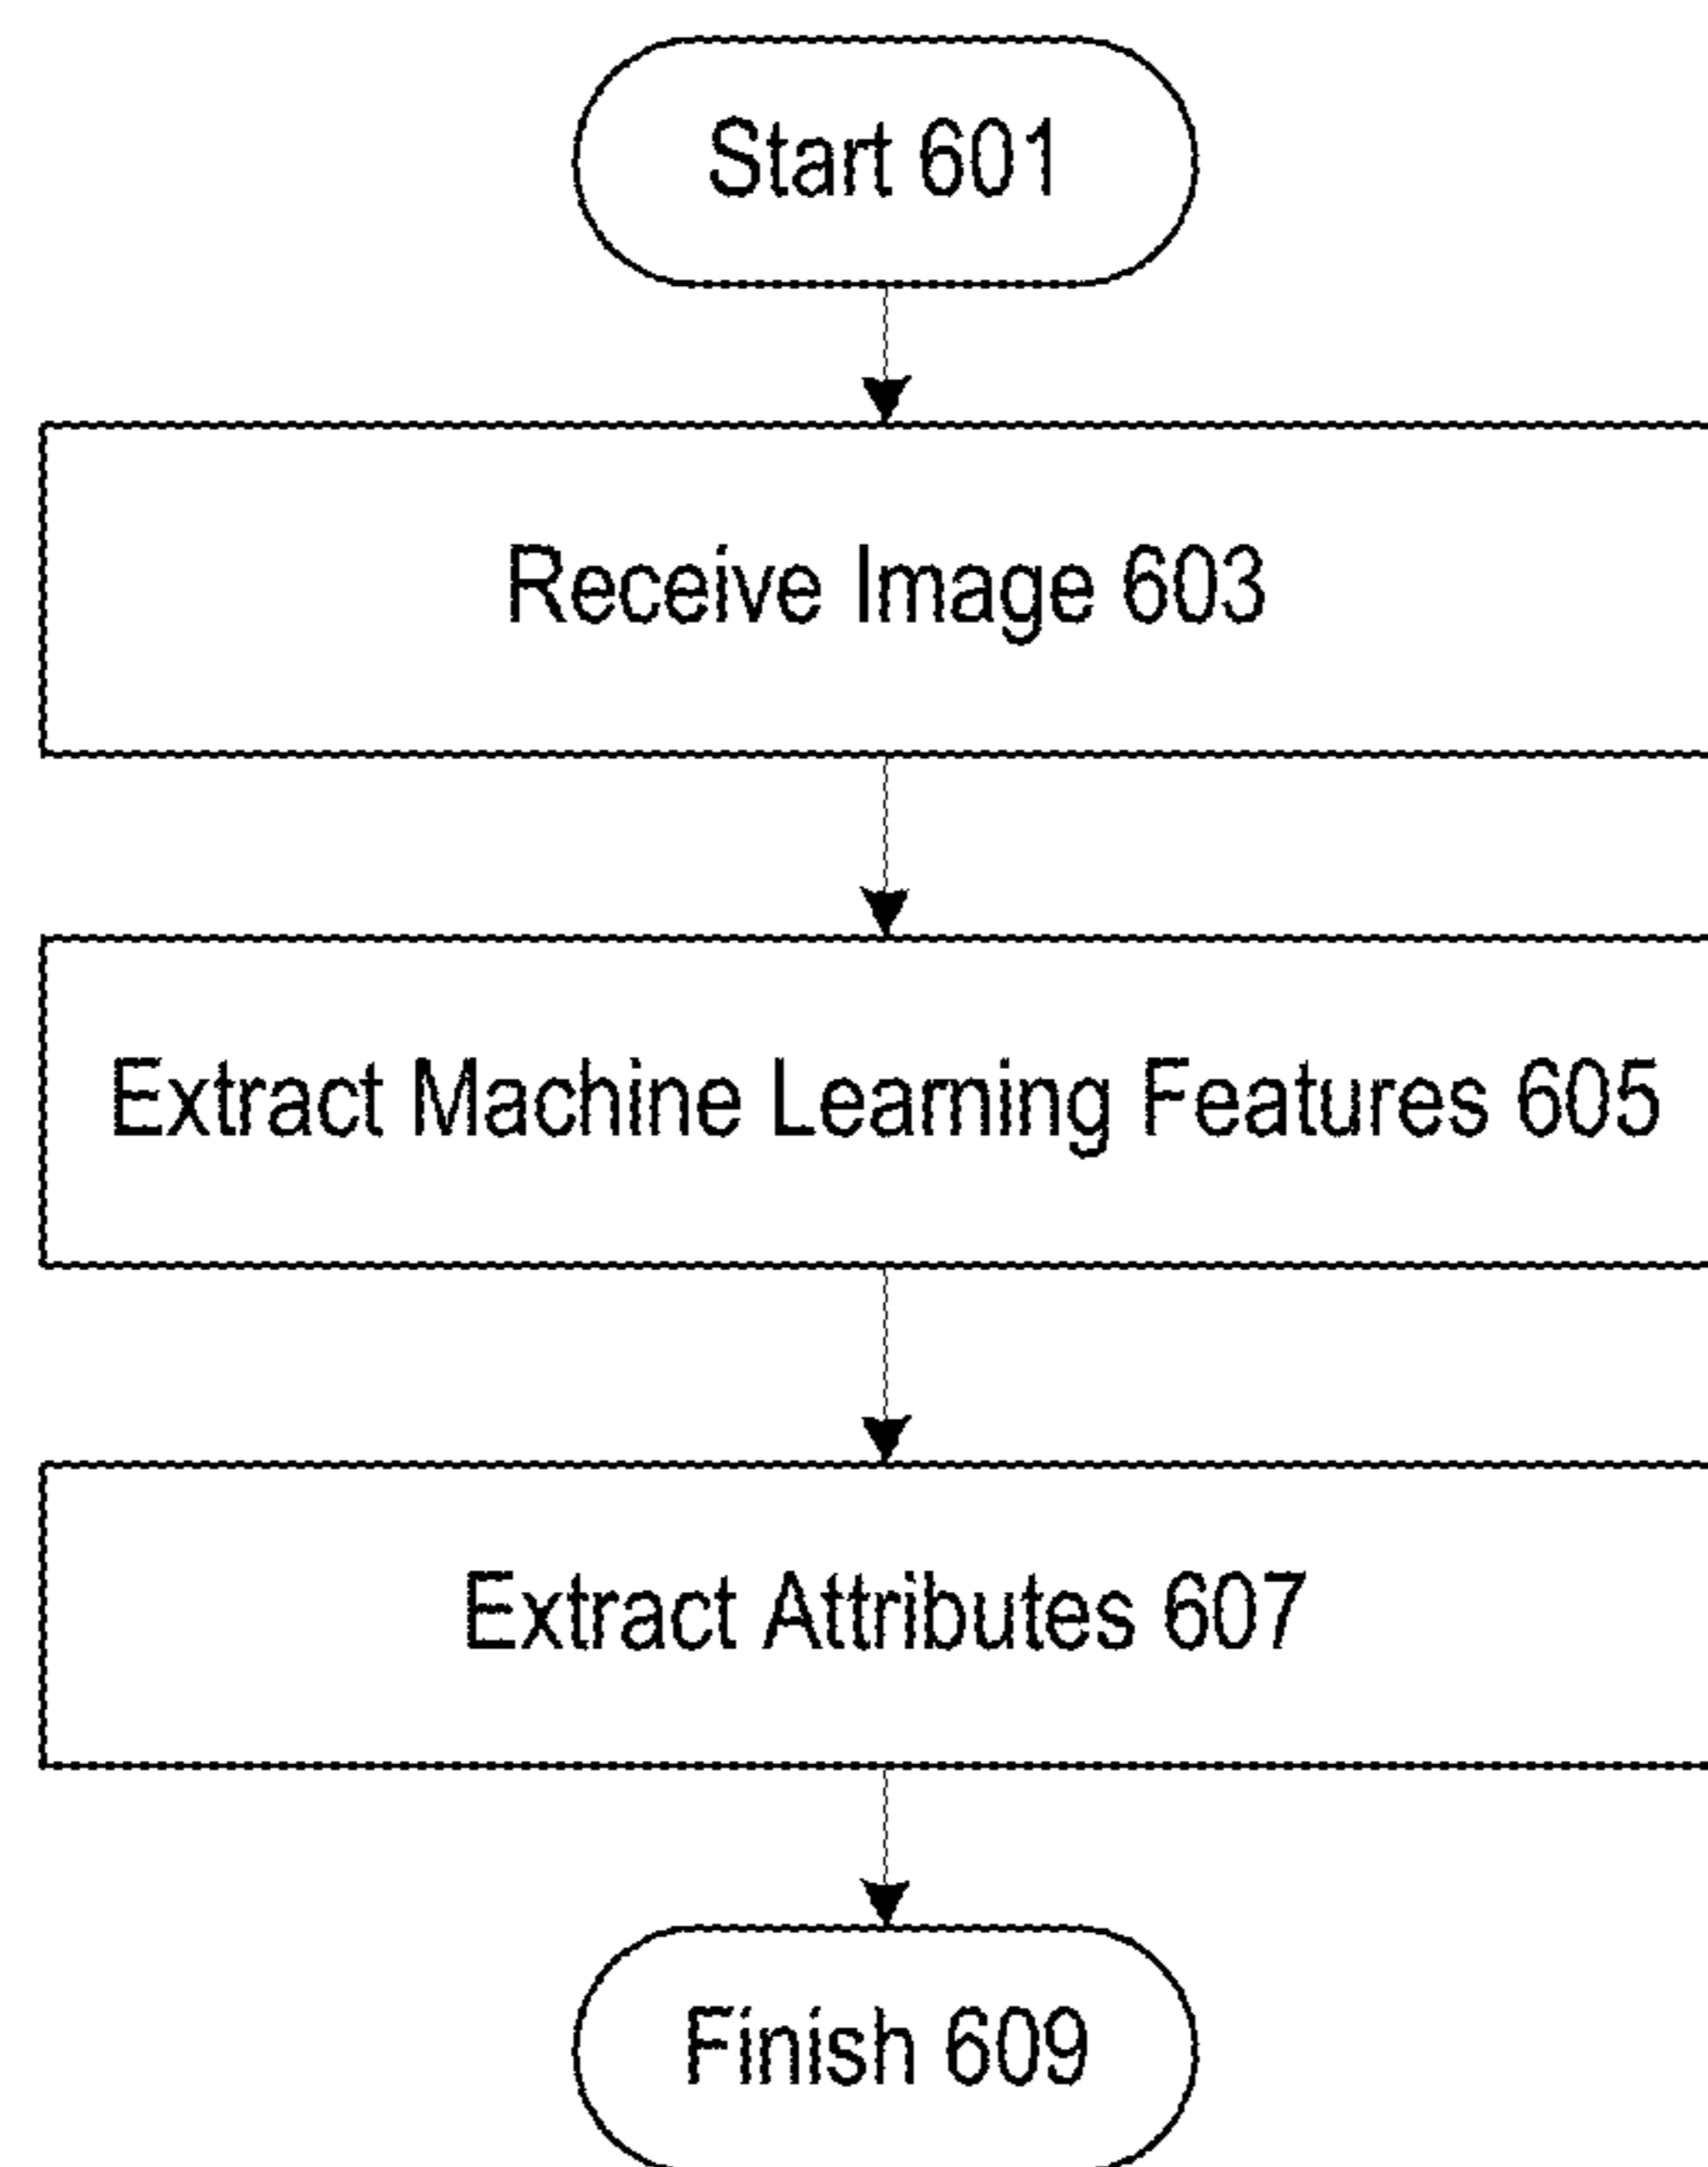 Start 601
Receive Image 603
Extract Machine Learning Features 605
Extract Attributes 607
Finish 609